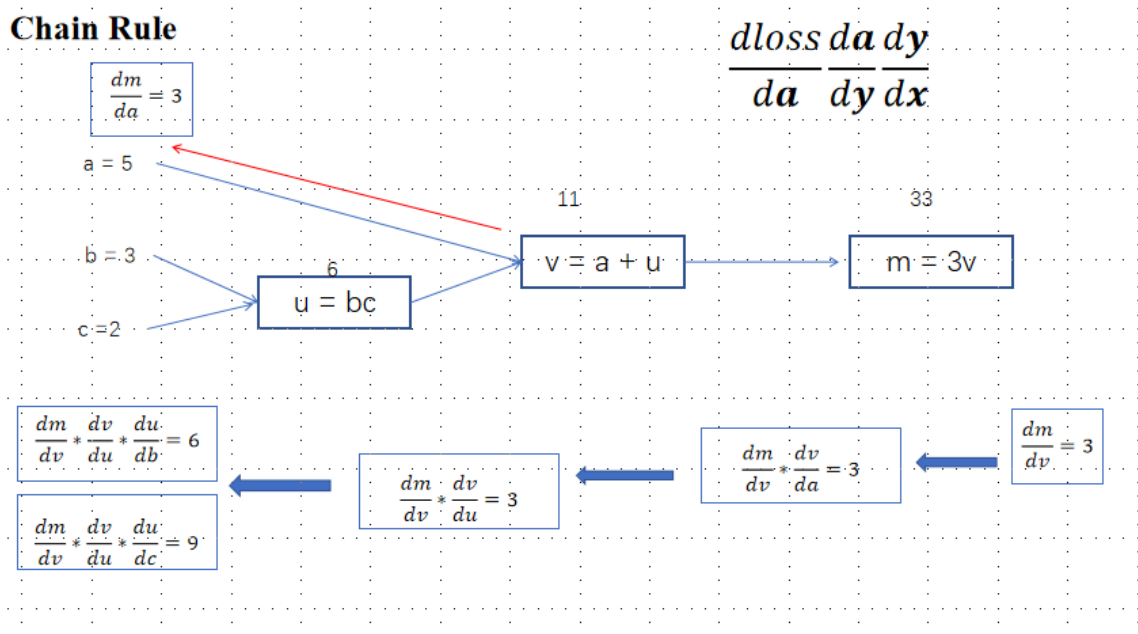 Chain Rule
dloss/da da/dy dy/dx
dm/da = 3
a = 5
11
33
b = 3
v = a + u
m = 3v
6
u = bc
c =2
dm/dv * dv/du * du/db = 6
dm/dv = 3
dm/dv * dv/da = 3
dm/dv * dv/du = 3
dm/dv * dv/du * du/dc = 9